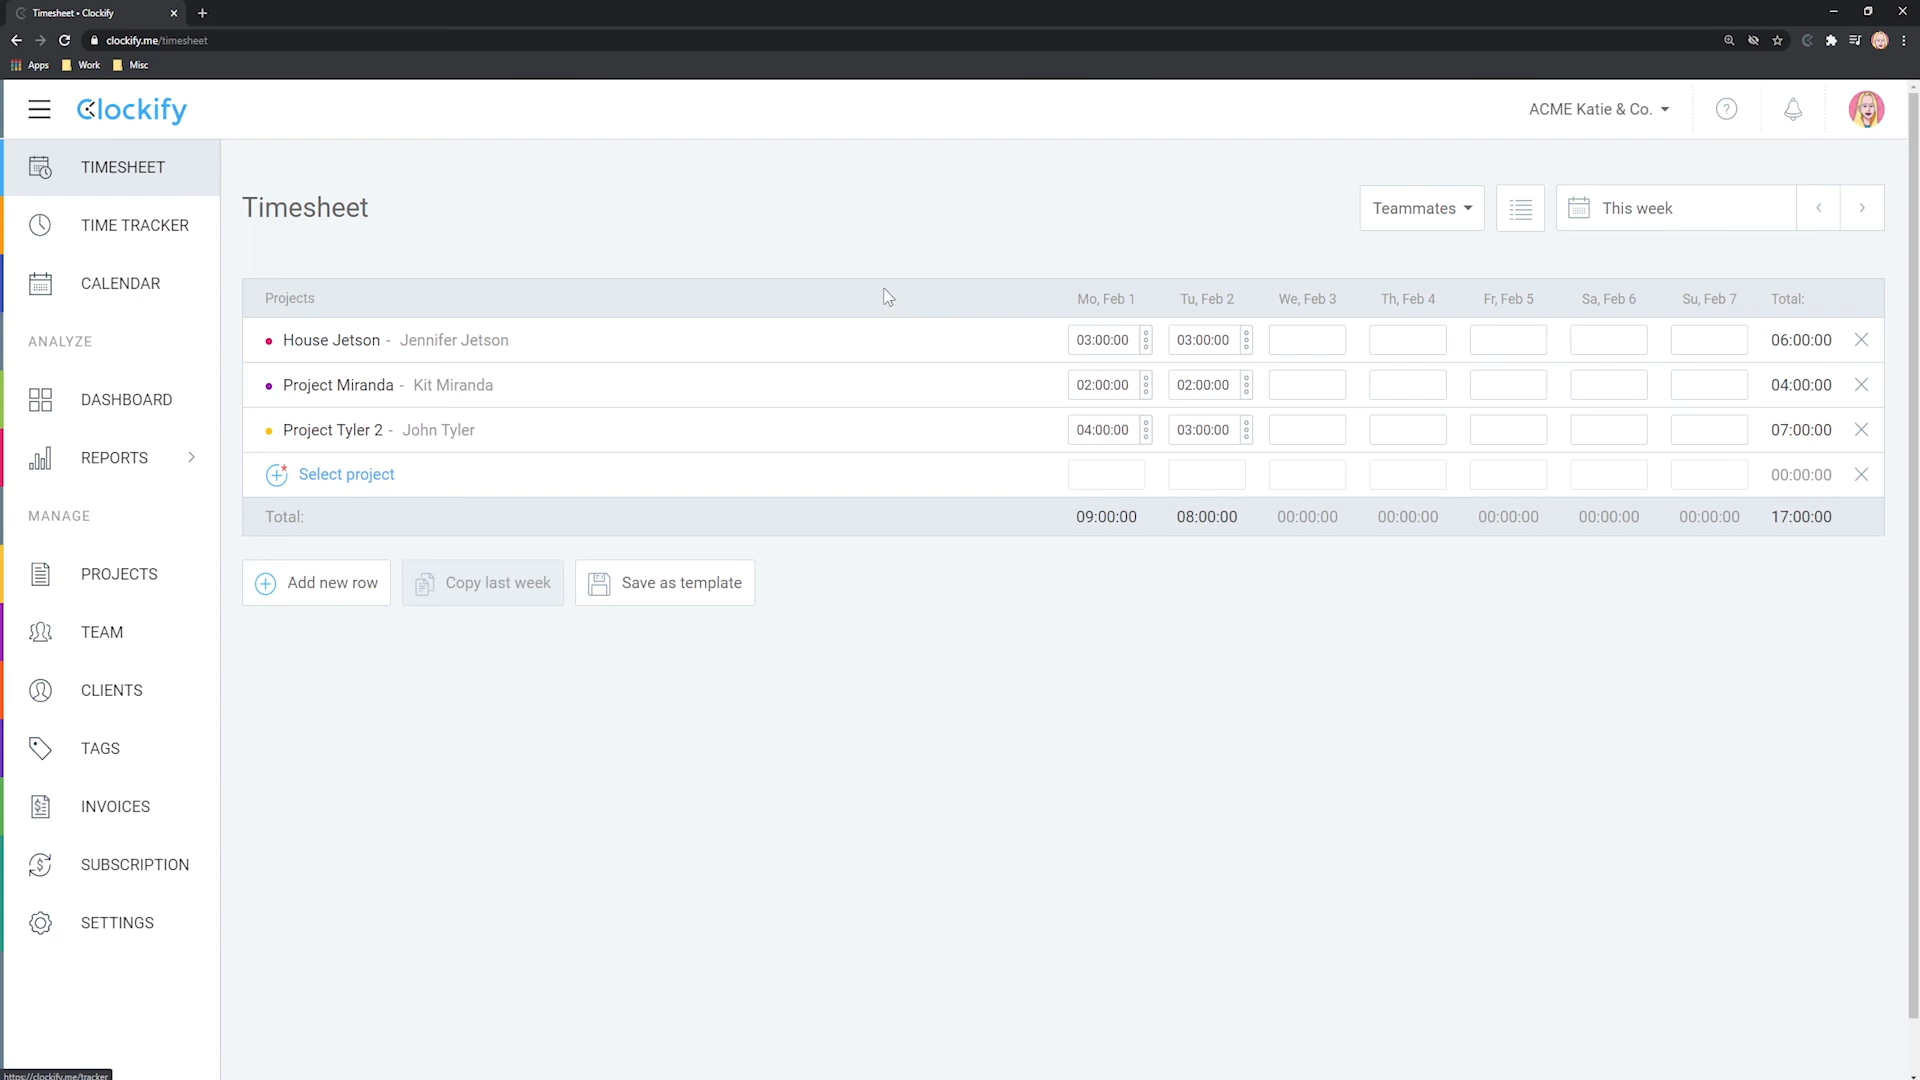 Timesheet • Clockify
clockify.me/timesheet
Apps Work Misc
Clockify
ACME Katie & Co.
?
TIMESHEET
TIME TRACKER
CALENDAR
ANALYZE
DASHBOARD
REPORTS
MANAGE
PROJECTS
TEAM
CLIENTS
TAGS
INVOICES
SUBSCRIPTION
SETTINGS
Timesheet
Teammates
This week
Projects Mo, Feb 1 Tu, Feb 2 We, Feb 3 Th, Feb 4 Fr, Feb 5 Sa, Feb 6 Su, Feb 7 Total:
House Jetson - Jennifer Jetson 03:00:00 03:00:00 06:00:00
Project Miranda - Kit Miranda 02:00:00 02:00:00 04:00:00
Project Tyler 2 - John Tyler 04:00:00 03:00:00 07:00:00
Select project 00:00:00
Total: 09:00:00 08:00:00 00:00:00 00:00:00 00:00:00 00:00:00 00:00:00 17:00:00
Add new row Copy last week Save as template
https://clockify.me/tracker